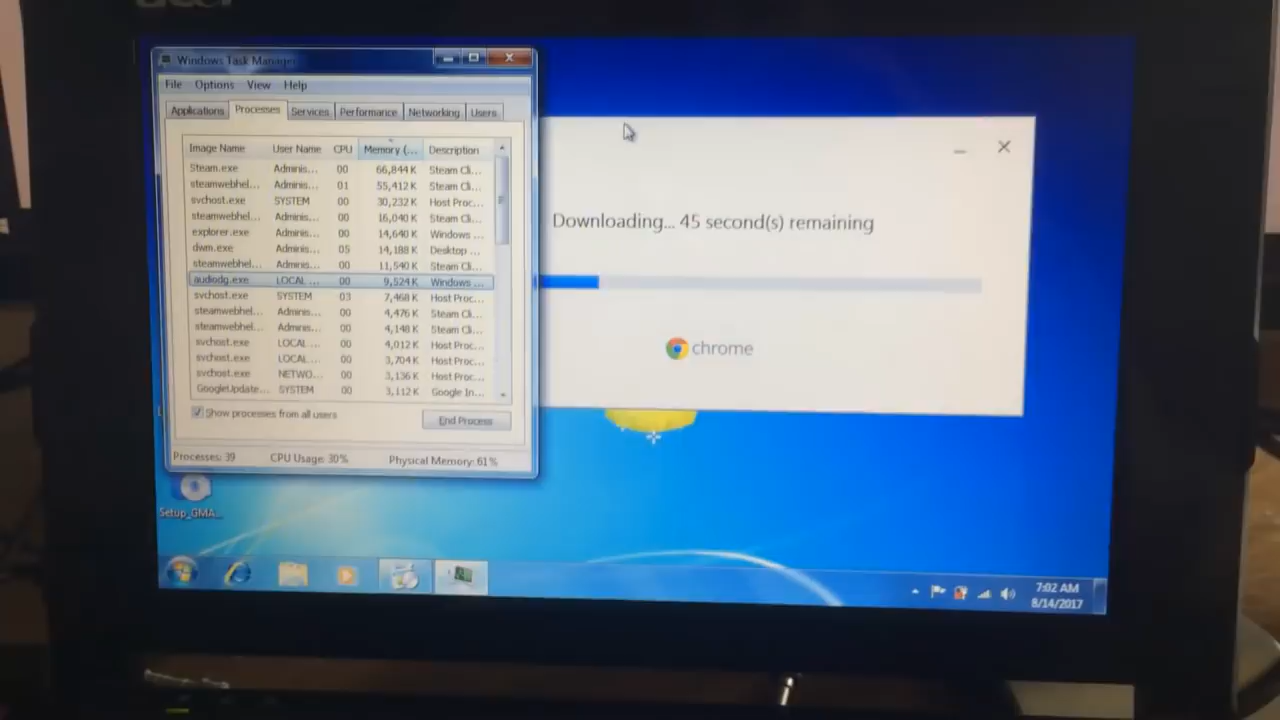 acer
Windows Task Manager
File Options View Help
Applications Processes Services Performance Networking Users
Image Name User Name CPU Memory (... Description
Steam.exe Adminis... 00 66,844 K Steam Cli...
steamwebhel... Adminis... 01 55,412 K Steam Cli...
svchost.exe SYSTEM 00 30,232 K Host Proc...
steamwebhel... Adminis... 00 16,040 K Steam Cli...
explorer.exe Adminis... 00 14,640 K Windows ...
dwm.exe Adminis... 05 14,188 K Desktop ...
steamwebhel... Adminis... 00 11,540 K Steam Cli...
audiodg.exe LOCAL ... 00 9,524 K Windows ...
svchost.exe SYSTEM 03 7,468 K Host Proc...
steamwebhel... Adminis... 00 4,476 K Steam Cli...
steamwebhel... Adminis... 00 4,148 K Steam Cli...
svchost.exe LOCAL ... 00 4,012 K Host Proc...
svchost.exe LOCAL ... 00 3,704 K Host Proc...
svchost.exe NETWO... 00 3,136 K Host Proc...
GoogleUpdate... SYSTEM 00 3,112 K Google In...
Show processes from all users
End Process
Processes: 39 CPU Usage: 30% Physical Memory: 61%
Downloading... 45 second(s) remaining
chrome
Setup_GMA...
7:02 AM
8/14/2017